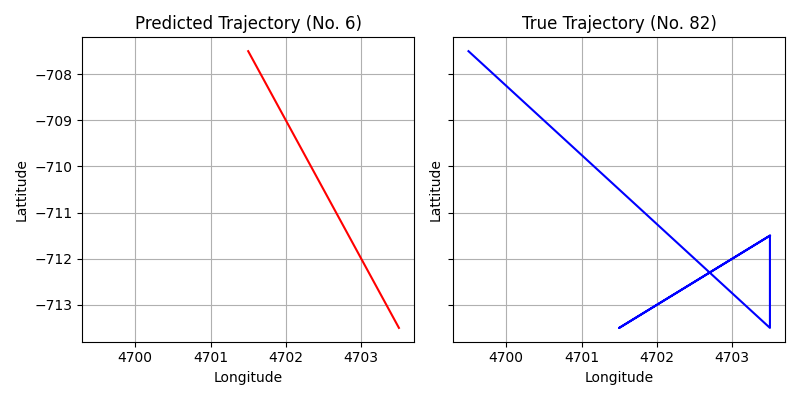 Predicted Trajectory (No. 6)
True Trajectory (No. 82)
Lattitude
−708
−709
−710
−711
−712
−713
4700
4701
4702
4703
Longitude
Lattitude
4700
4701
4702
4703
Longitude